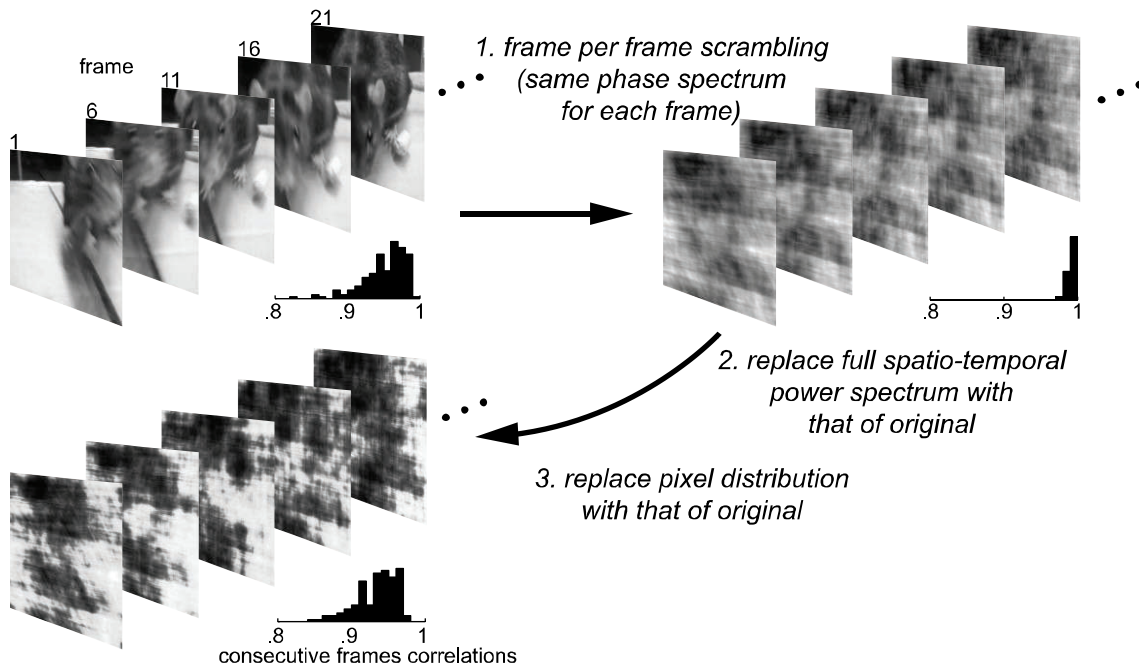 frame
1
6
11
16
21
1. frame per frame scrambling
(same phase spectrum
for each frame)
.8 .9 1
.8 .9 1
2. replace full spatio-temporal
power spectrum with
that of original
3. replace pixel distribution
with that of original
.8 .9 1
consecutive frames correlations